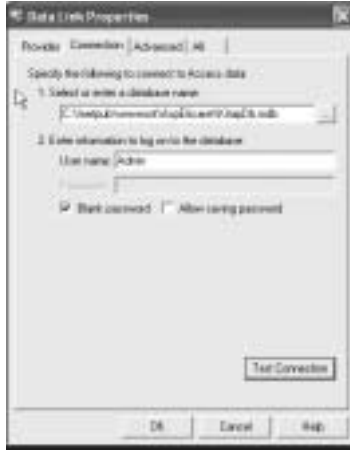 Data Link Properties
Provider Connection Advanced All
Specify the following to connect to Access data:
1. Select or enter a database name:
...
2. Enter information to log on to the database:
User name: Admin
Password:
Blank password Allow saving password
Test Connection
OK Cancel Help